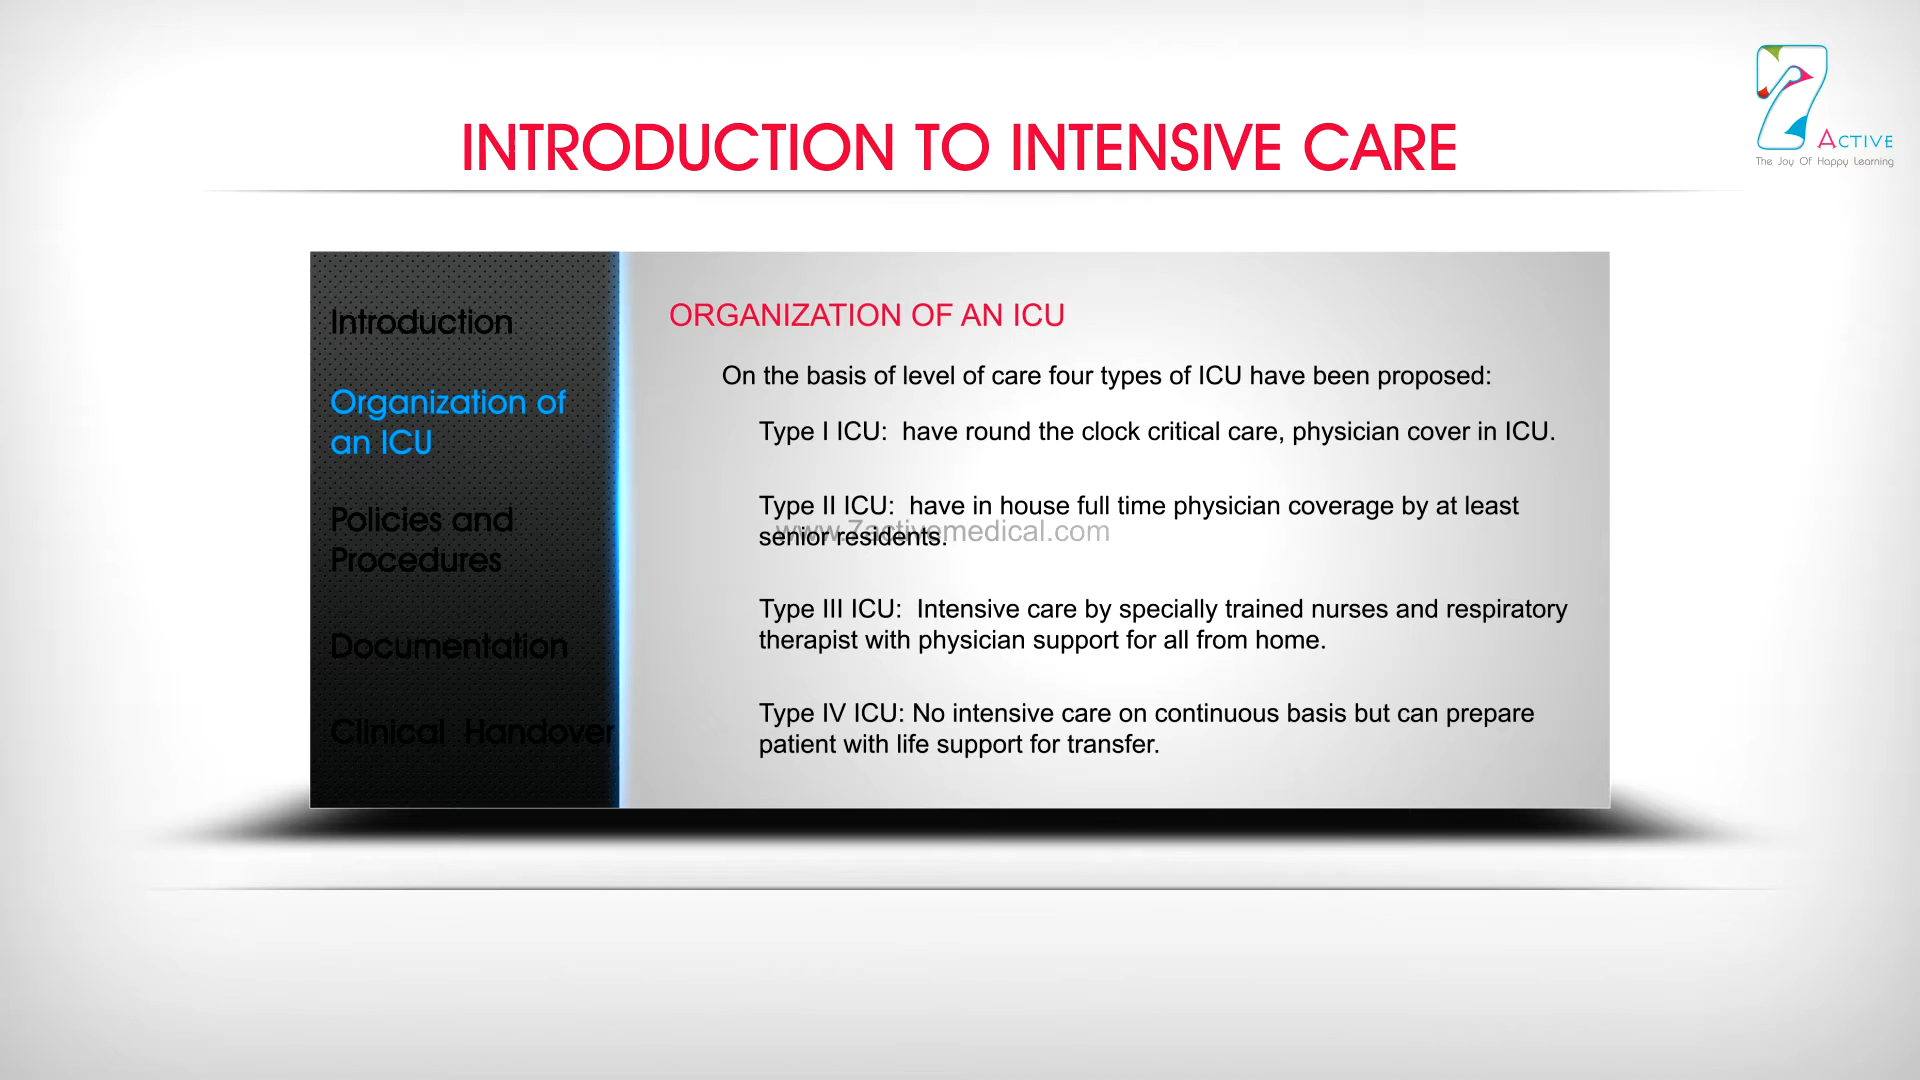 7
ACTIVE
The Joy Of Happy Learning
INTRODUCTION TO INTENSIVE CARE
Introduction
Organization of
an ICU
Policies and
Procedures
Documentation
Clinical Handover
ORGANIZATION OF AN ICU
On the basis of level of care four types of ICU have been proposed:
Type I ICU: have round the clock critical care, physician cover in ICU.
Type II ICU: have in house full time physician coverage by at least
senior residents.
www.7activemedical.com
Type III ICU: Intensive care by specially trained nurses and respiratory
therapist with physician support for all from home.
Type IV ICU: No intensive care on continuous basis but can prepare
patient with life support for transfer.